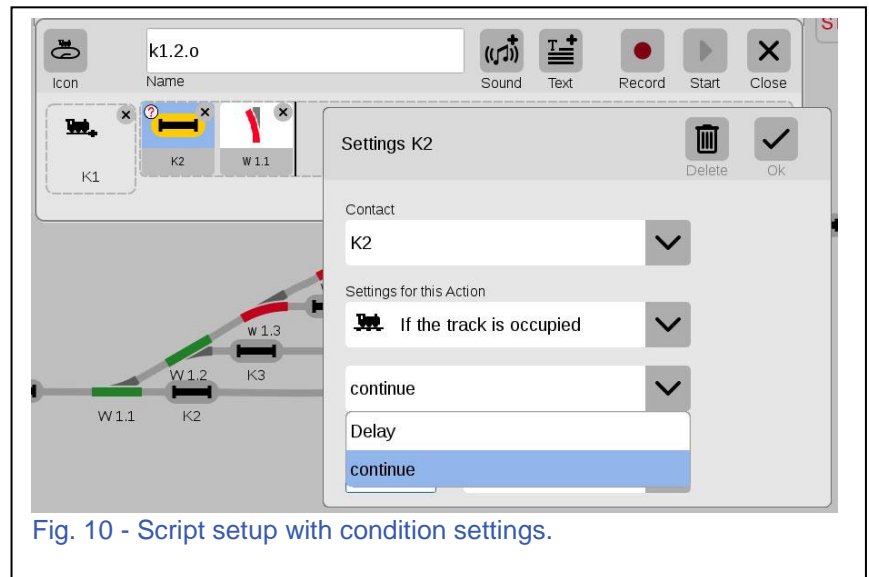 S
k1.2.o
Icon
Name
Sound
Text
Record
Start
Close
K1
?
K2
W 1.1
Settings K2
Delete
Ok
Contact
K2
Settings for this Action
If the track is occupied
continue
Delay
continue
W 1.3
W 1.2
K3
W 1.1
K2
Fig. 10 - Script setup with condition settings.